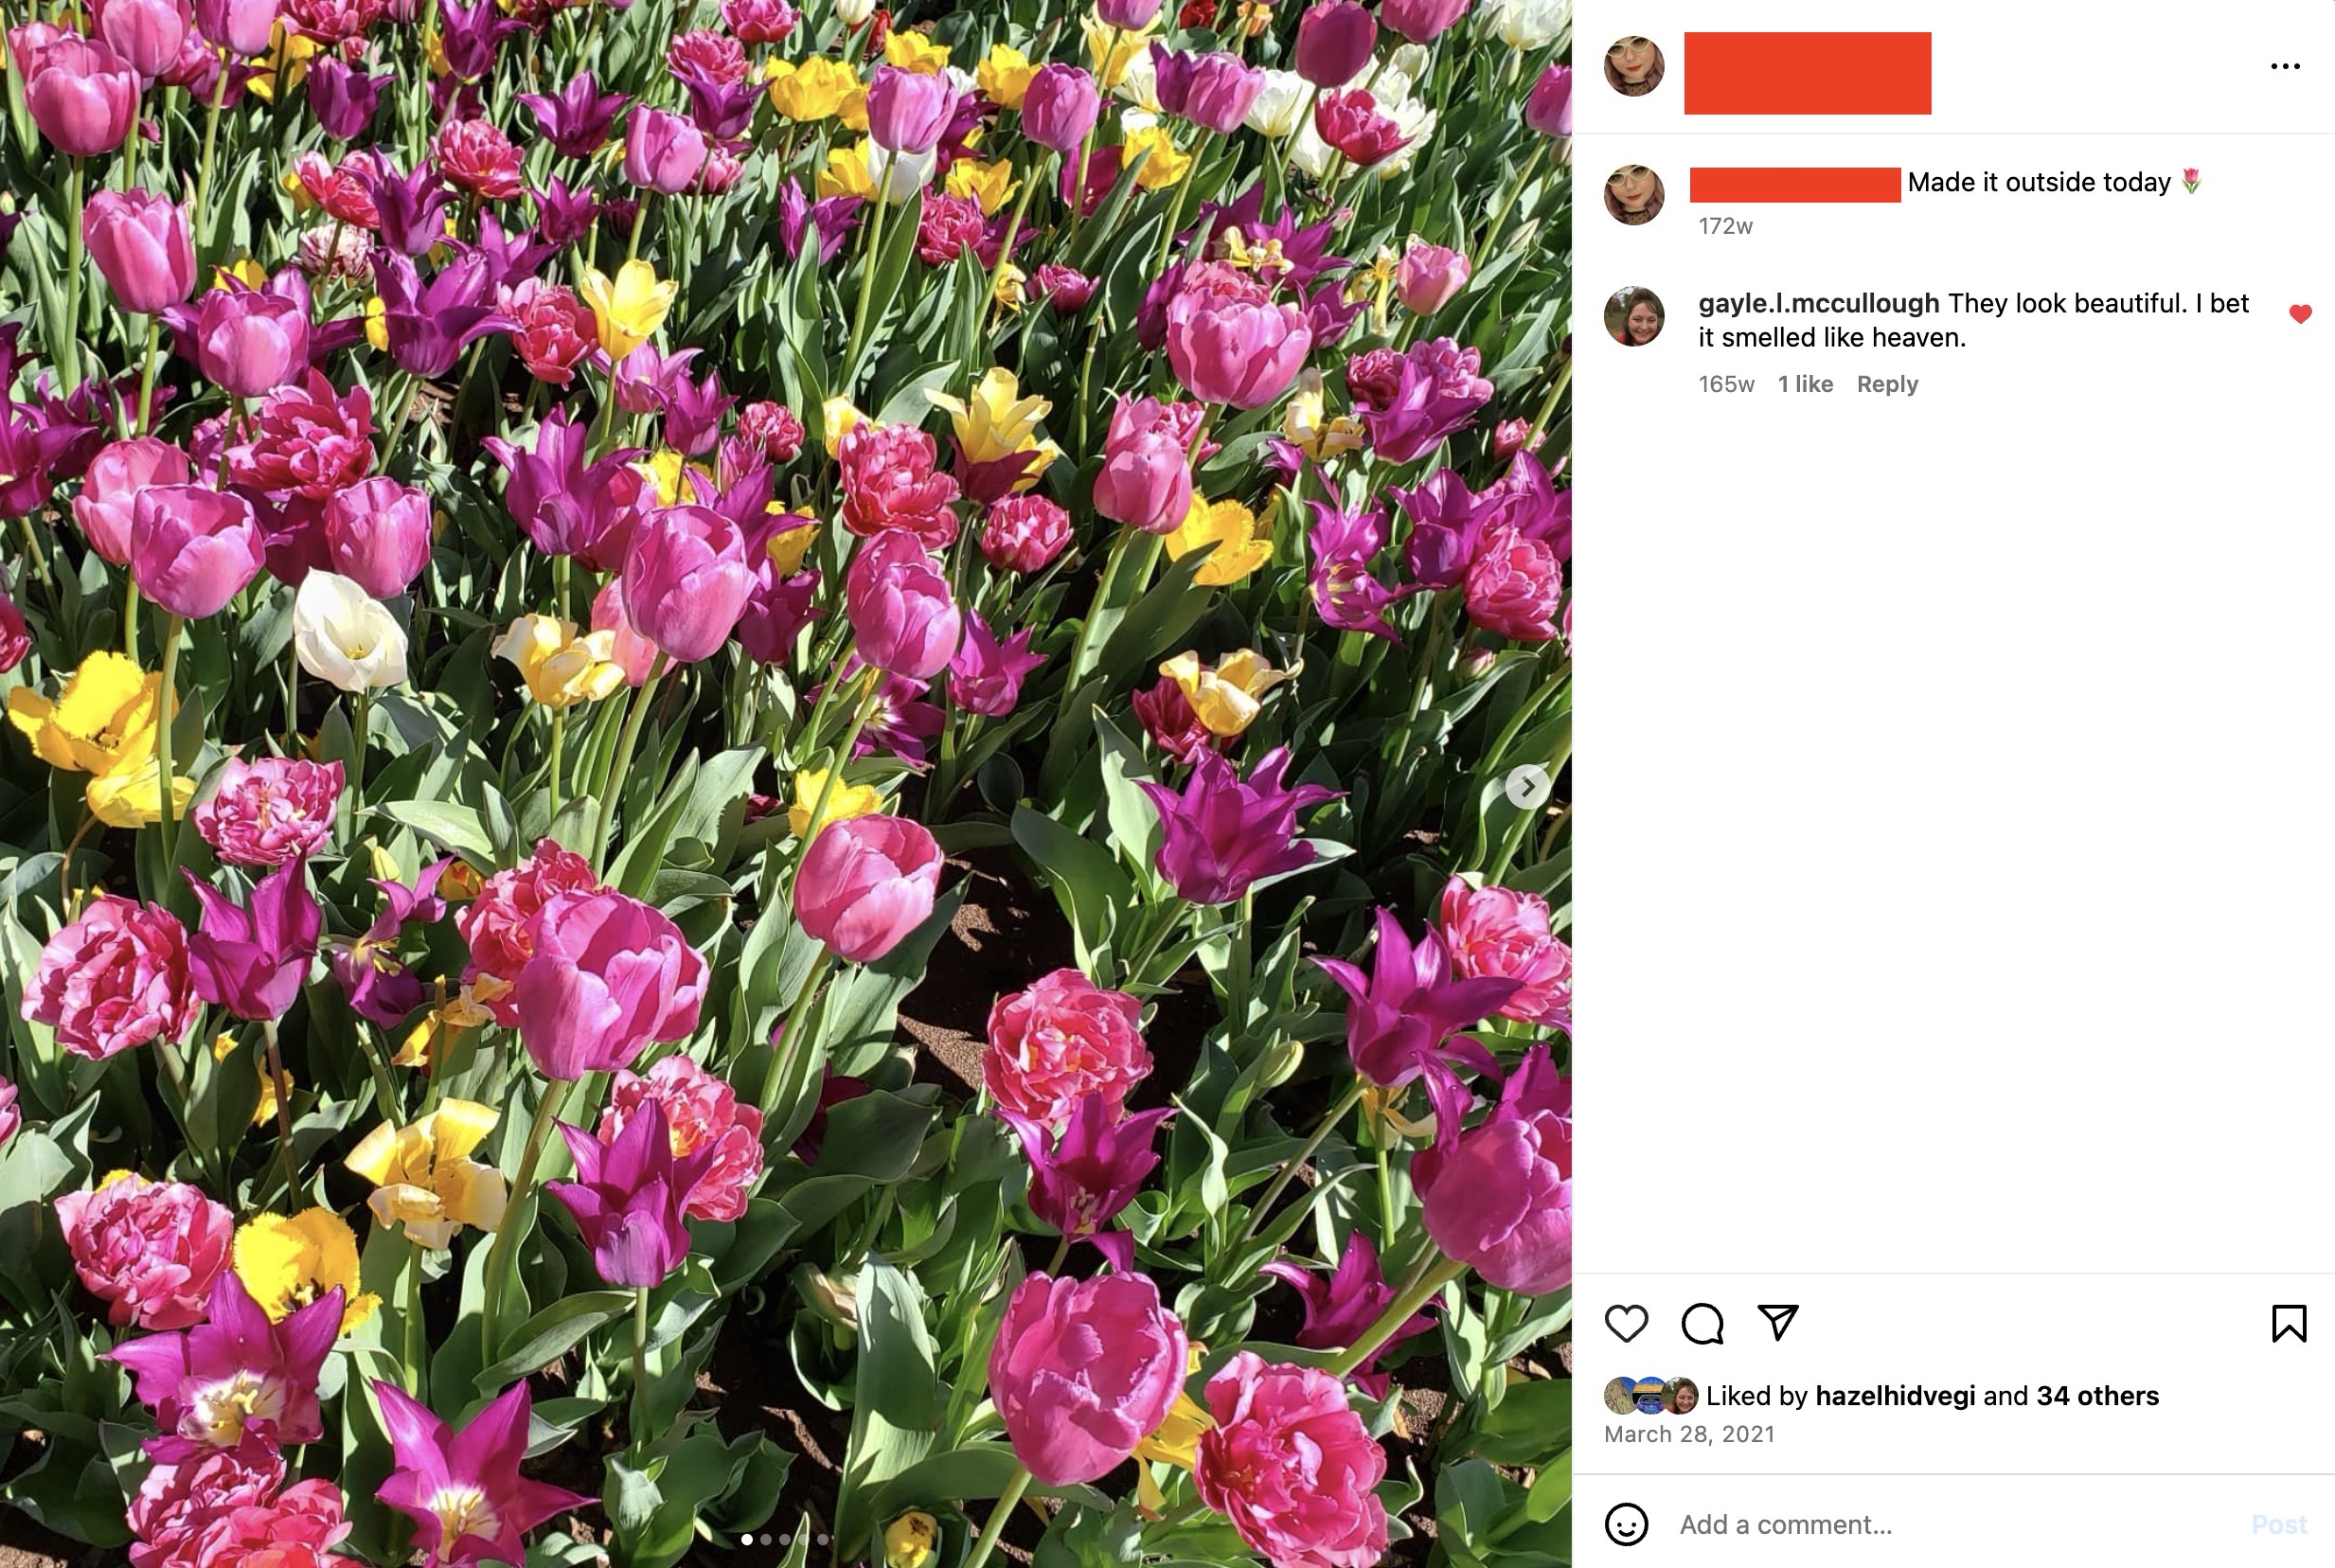 Made it outside today 🌷
172w
gayle.l.mccullough They look beautiful. I bet
it smelled like heaven.
165w 1 like Reply
Liked by hazelhidvegi and 34 others
March 28, 2021
Add a comment...
Post